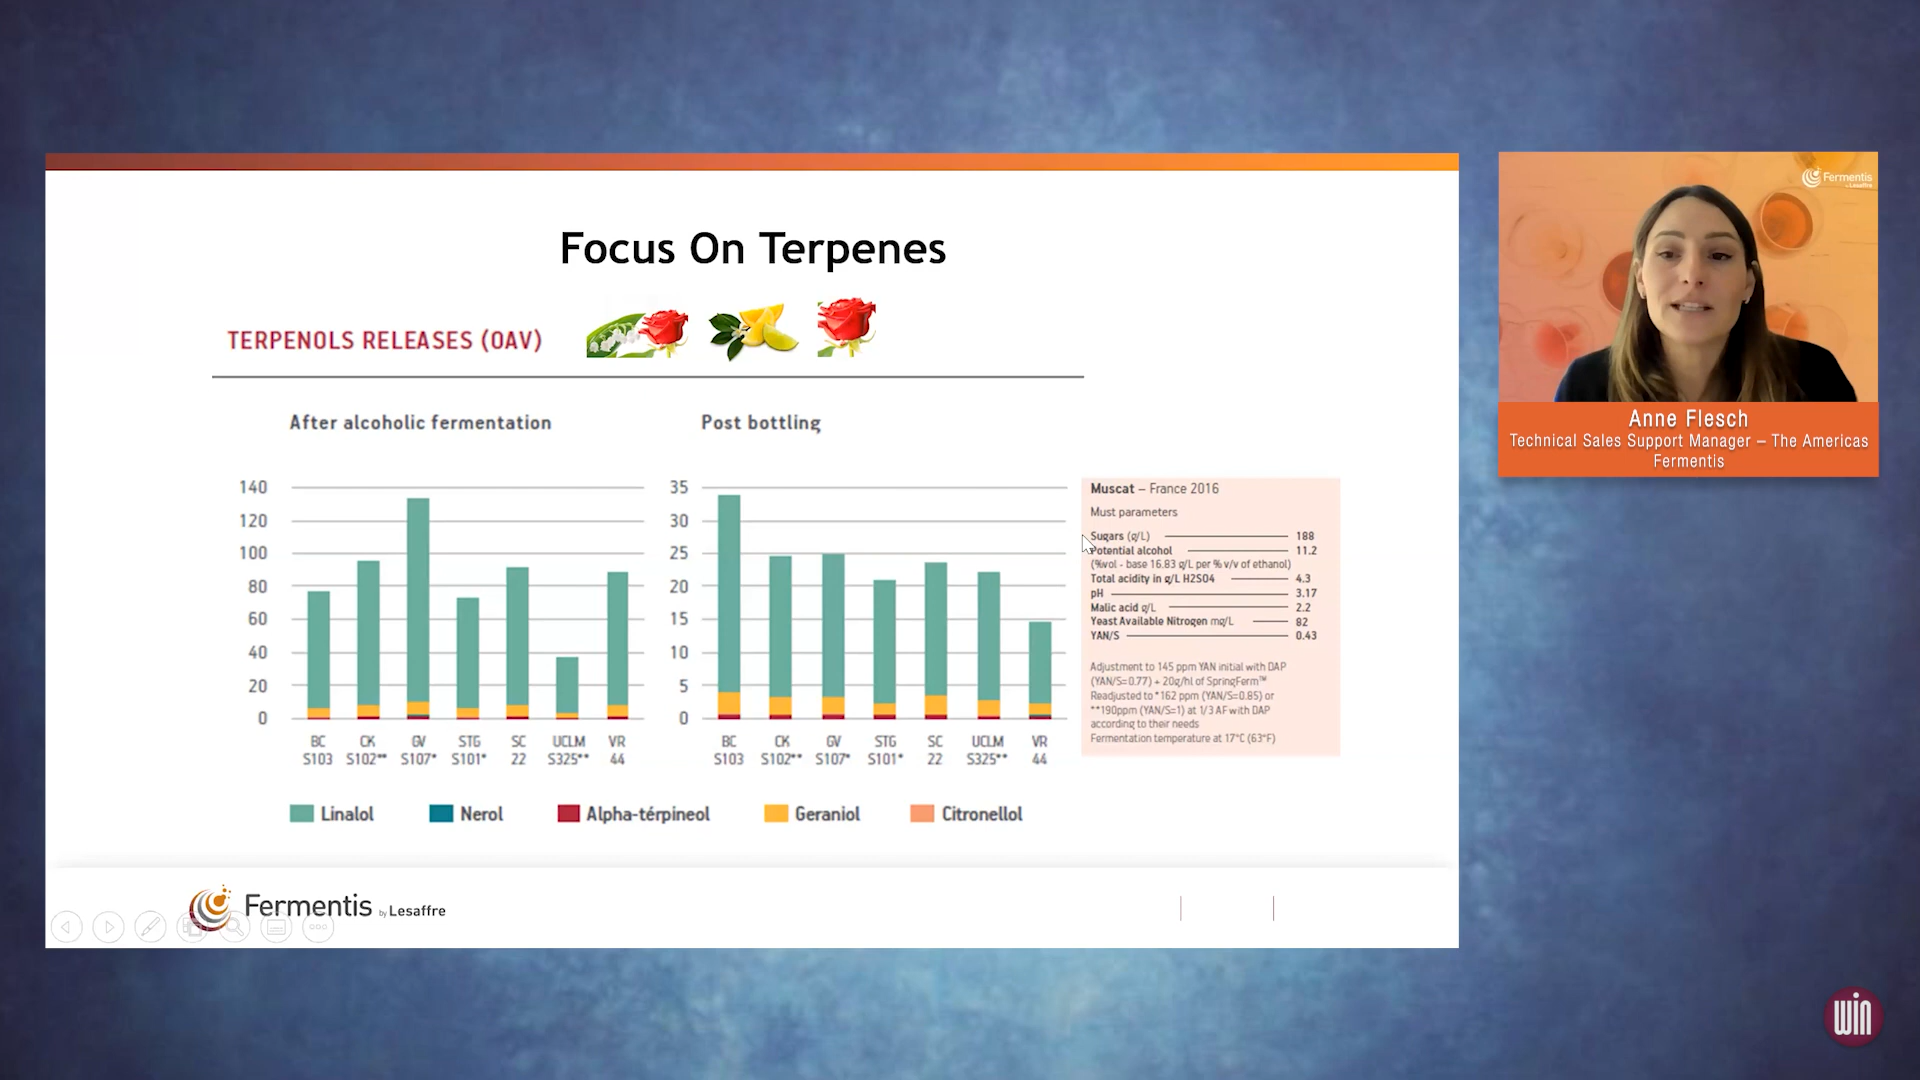 Focus On Terpenes
TERPENOLS RELEASES (OAV)
After alcoholic fermentation
Post bottling
140
120
100
80
60
40
20
0
BC S103
CK S102**
GV S107*
STG S101*
SC 22
UCLM S325**
VR 44
35
30
25
20
15
10
5
0
BC S103
CK S102**
GV S107*
STG S101*
SC 22
UCLM S325**
VR 44
Muscat – France 2016
Must parameters
Sugars (g/L) 188
Potential alcohol 11.2
(%vol - base 16.83 g/L per % v/v of ethanol)
Total acidity in g/L H2SO4 4.3
pH 3.17
Malic acid g/L 2.2
Yeast Available Nitrogen mg/L 82
YAN/S 0.43
Adjustment to 145 ppm YAN initial with DAP
(YAN/S=0.77) + 20g/hl of SpringFerm™
Readjusted to *162 ppm (YAN/S=0.85) or
**190ppm (YAN/S=1) at 1/3 AF with DAP
according to their needs
Fermentation temperature at 17°C (63°F)
Linalol
Nerol
Alpha-térpineol
Geraniol
Citronellol
Fermentis by Lesaffre
Fermentis
by Lesaffre
Anne Flesch
Technical Sales Support Manager – The Americas
Fermentis
win